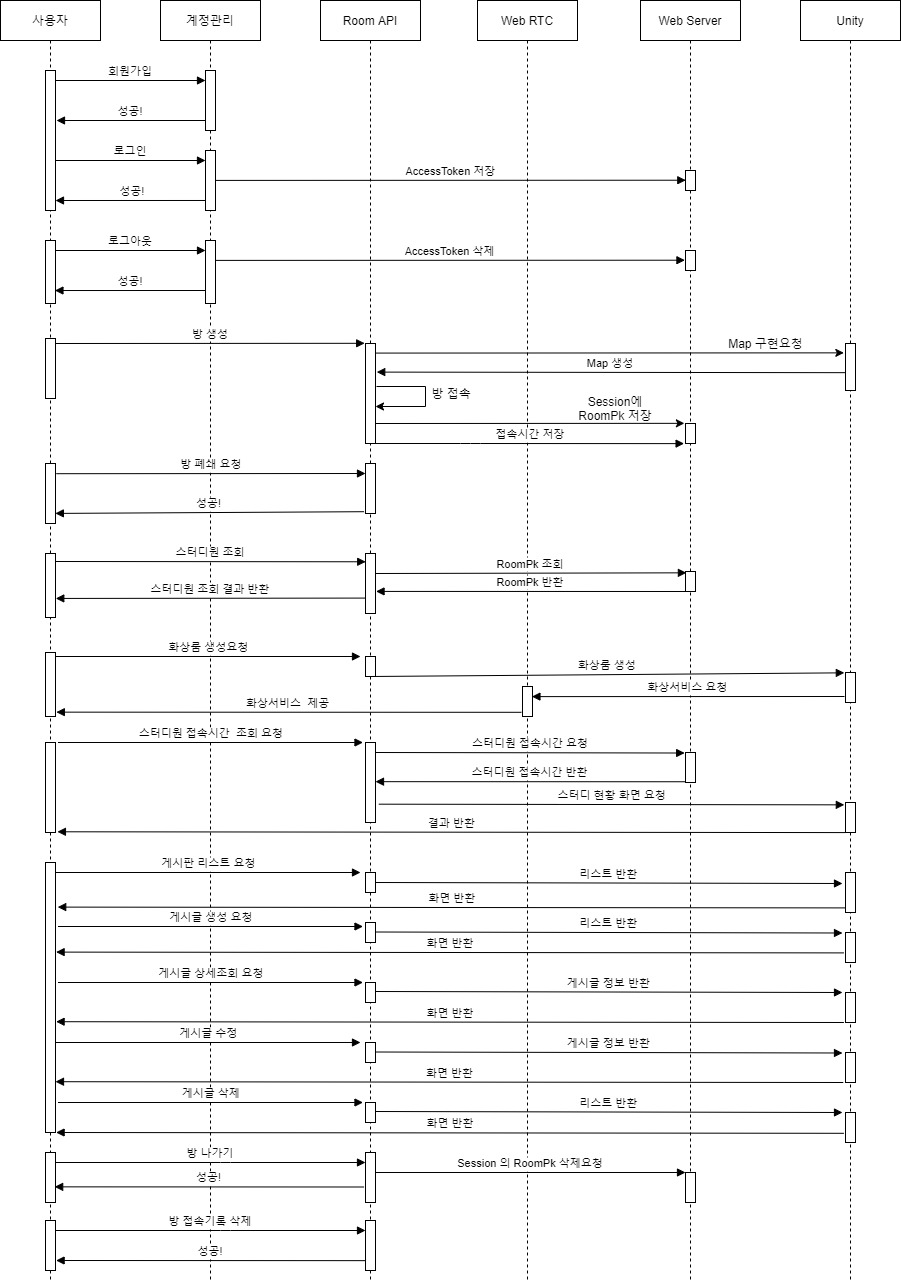 사용자
계정관리
Room API
Web RTC
Web Server
Unity
회원가입
성공!
로그인
AccessToken 저장
성공!
로그아웃
AccessToken 삭제
성공!
방 생성
Map 구현요청
Map 생성
방 접속
Session에
RoomPk 저장
접속시간 저장
방 폐쇄 요청
성공!
스터디원 조회
RoomPk 조회
RoomPk 반환
스터디원 조회 결과 반환
화상룸 생성요청
화상룸 생성
화상서비스 요청
화상서비스 제공
스터디원 접속시간 조회 요청
스터디원 접속시간 요청
스터디원 접속시간 반환
스터디 현황 화면 요청
결과 반환
게시판 리스트 요청
리스트 반환
화면 반환
게시글 생성 요청
리스트 반환
화면 반환
게시글 상세조회 요청
게시글 정보 반환
화면 반환
게시글 수정
게시글 정보 반환
화면 반환
게시글 삭제
리스트 반환
화면 반환
방 나가기
Session 의 RoomPk 삭제요청
성공!
방 접속기록 삭제
성공!